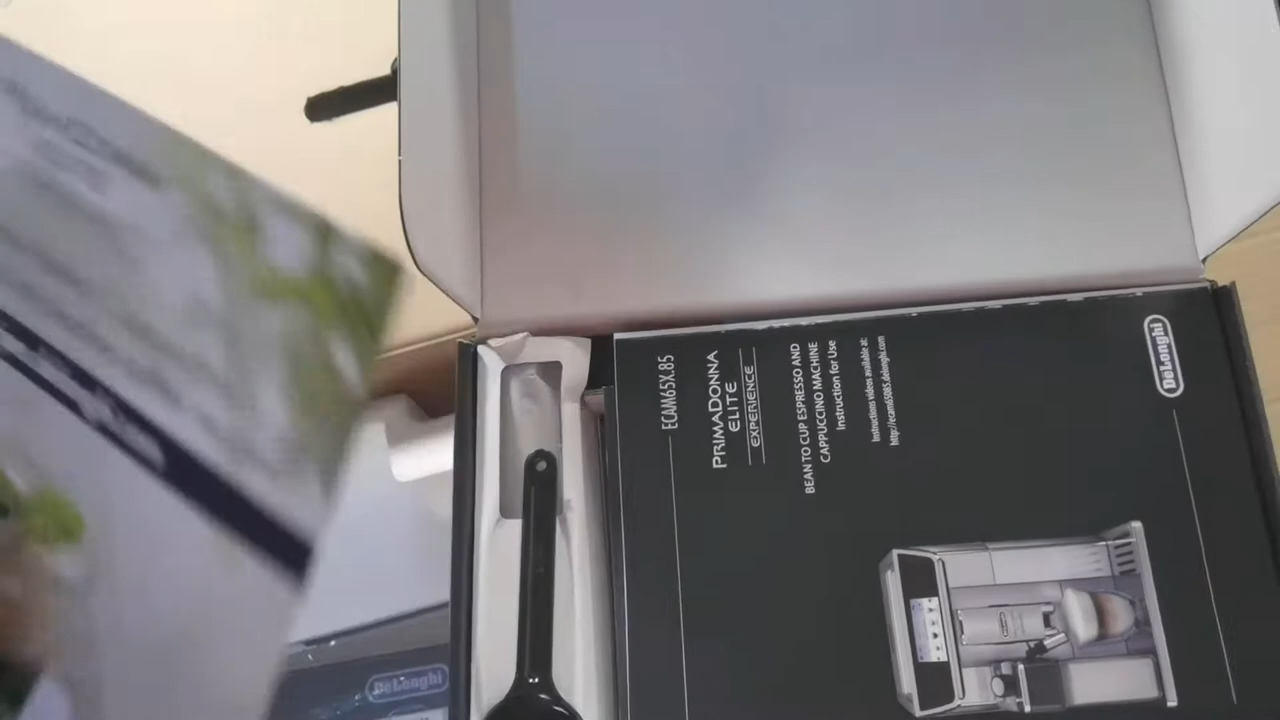 ECAM65X.85
PRIMADONNA
ELITE
EXPERIENCE
BEAN TO CUP ESPRESSO AND
CAPPUCCINO MACHINE
Instruction for Use
Instructions videos available at:
http://ecam65085.delonghi.com
DeLonghi
DeLonghi